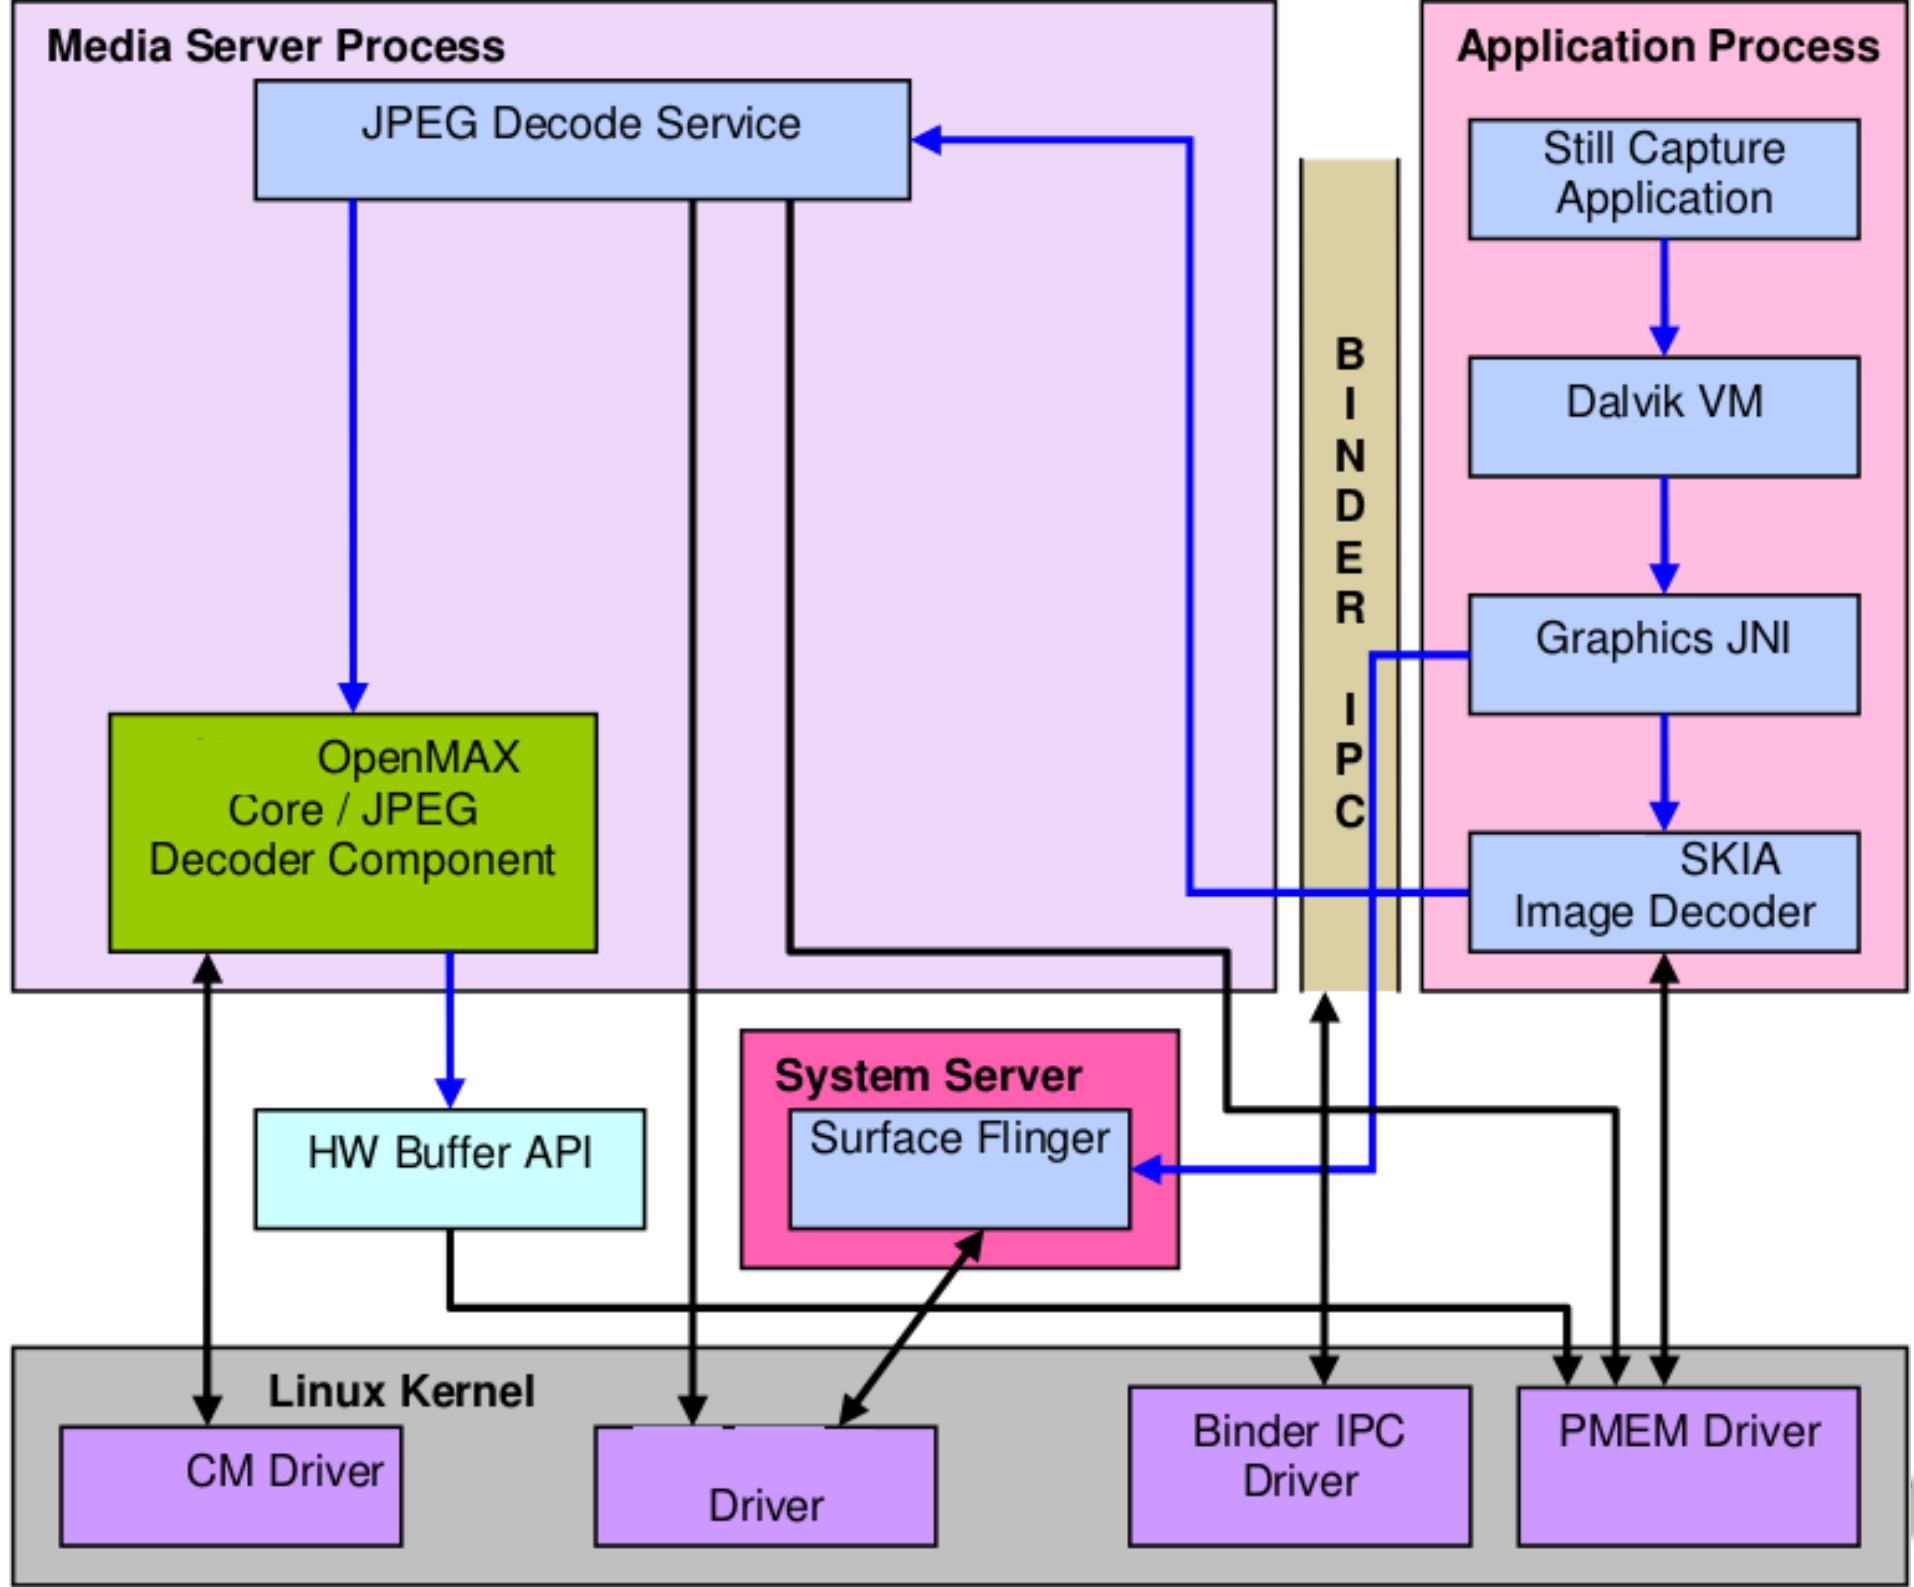 Media Server Process
JPEG Decode Service
OpenMAX
Core / JPEG
Decoder Component
HW Buffer API
B
I
N
D
E
R
I
P
C
Application Process
Still Capture
Application
Dalvik VM
Graphics JNI
SKIA
Image Decoder
System Server
Surface Flinger
Linux Kernel
CM Driver
Driver
Binder IPC
Driver
PMEM Driver